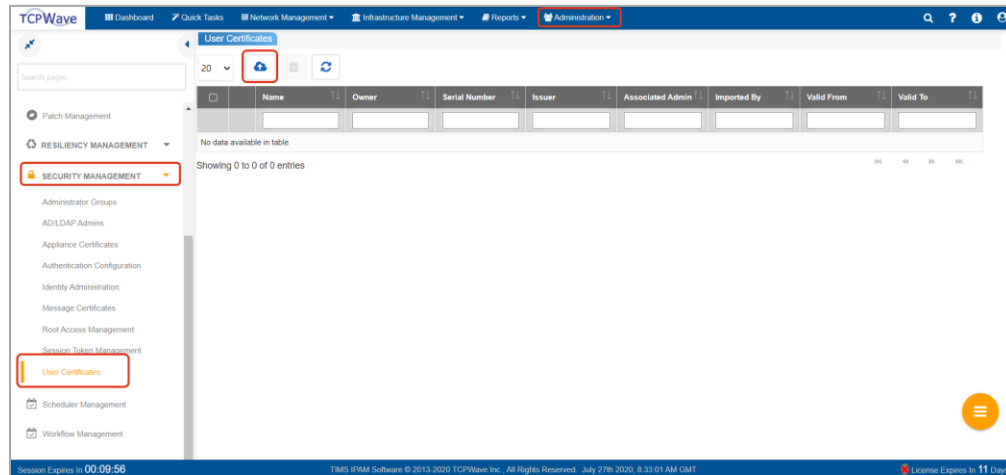 TCPWave
Dashboard
Quick Tasks
Network Management
Infrastructure Management
Reports
Administration
User Certificates
20
Search pages
Name
Owner
Serial Number
Issuer
Associated Admin
Imported By
Valid From
Valid To
No data available in table
Showing 0 to 0 of 0 entries
Patch Management
RESILIENCY MANAGEMENT
SECURITY MANAGEMENT
Administrator Groups
AD/LDAP Admins
Appliance Certificates
Authentication Configuration
Identity Administration
Message Certificates
Root Access Management
Session Token Management
User Certificates
Scheduler Management
Workflow Management
Session Expires In 00:09:56
TIMS IPAM Software © 2013-2020 TCPWave Inc., All Rights Reserved. July 27th 2020, 8:33:01 AM GMT
License Expires In 11 Days